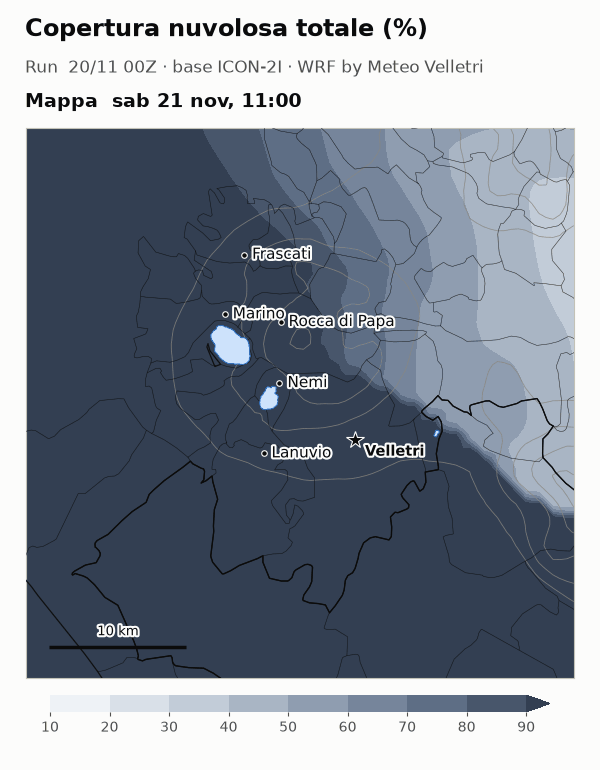 Copertura nuvolosa totale (%)
Run  20/11 00Z · base ICON-2I · WRF by Meteo Velletri
Mappa  sab 21 nov, 11:00
Frascati
Marino
Rocca di Papa
Nemi
Velletri
Lanuvio
10 km
10 20 30 40 50 60 70 80 90